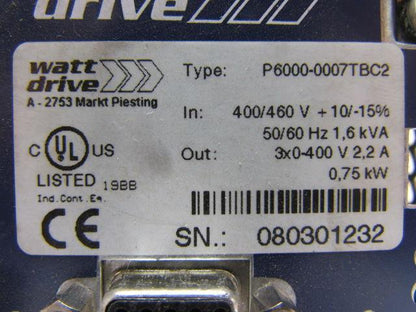 drive
watt
drive
A - 2753 Markt Piesting
Type: P6000-0007TBC2
In: 400/460 V + 10/-15%
50/60 Hz 1,6 kVA
Out: 3x0-400 V 2,2 A
0,75 kW
C UL US
LISTED 19BB
Ind.Cont.Eq.
CE
SN.: 080301232